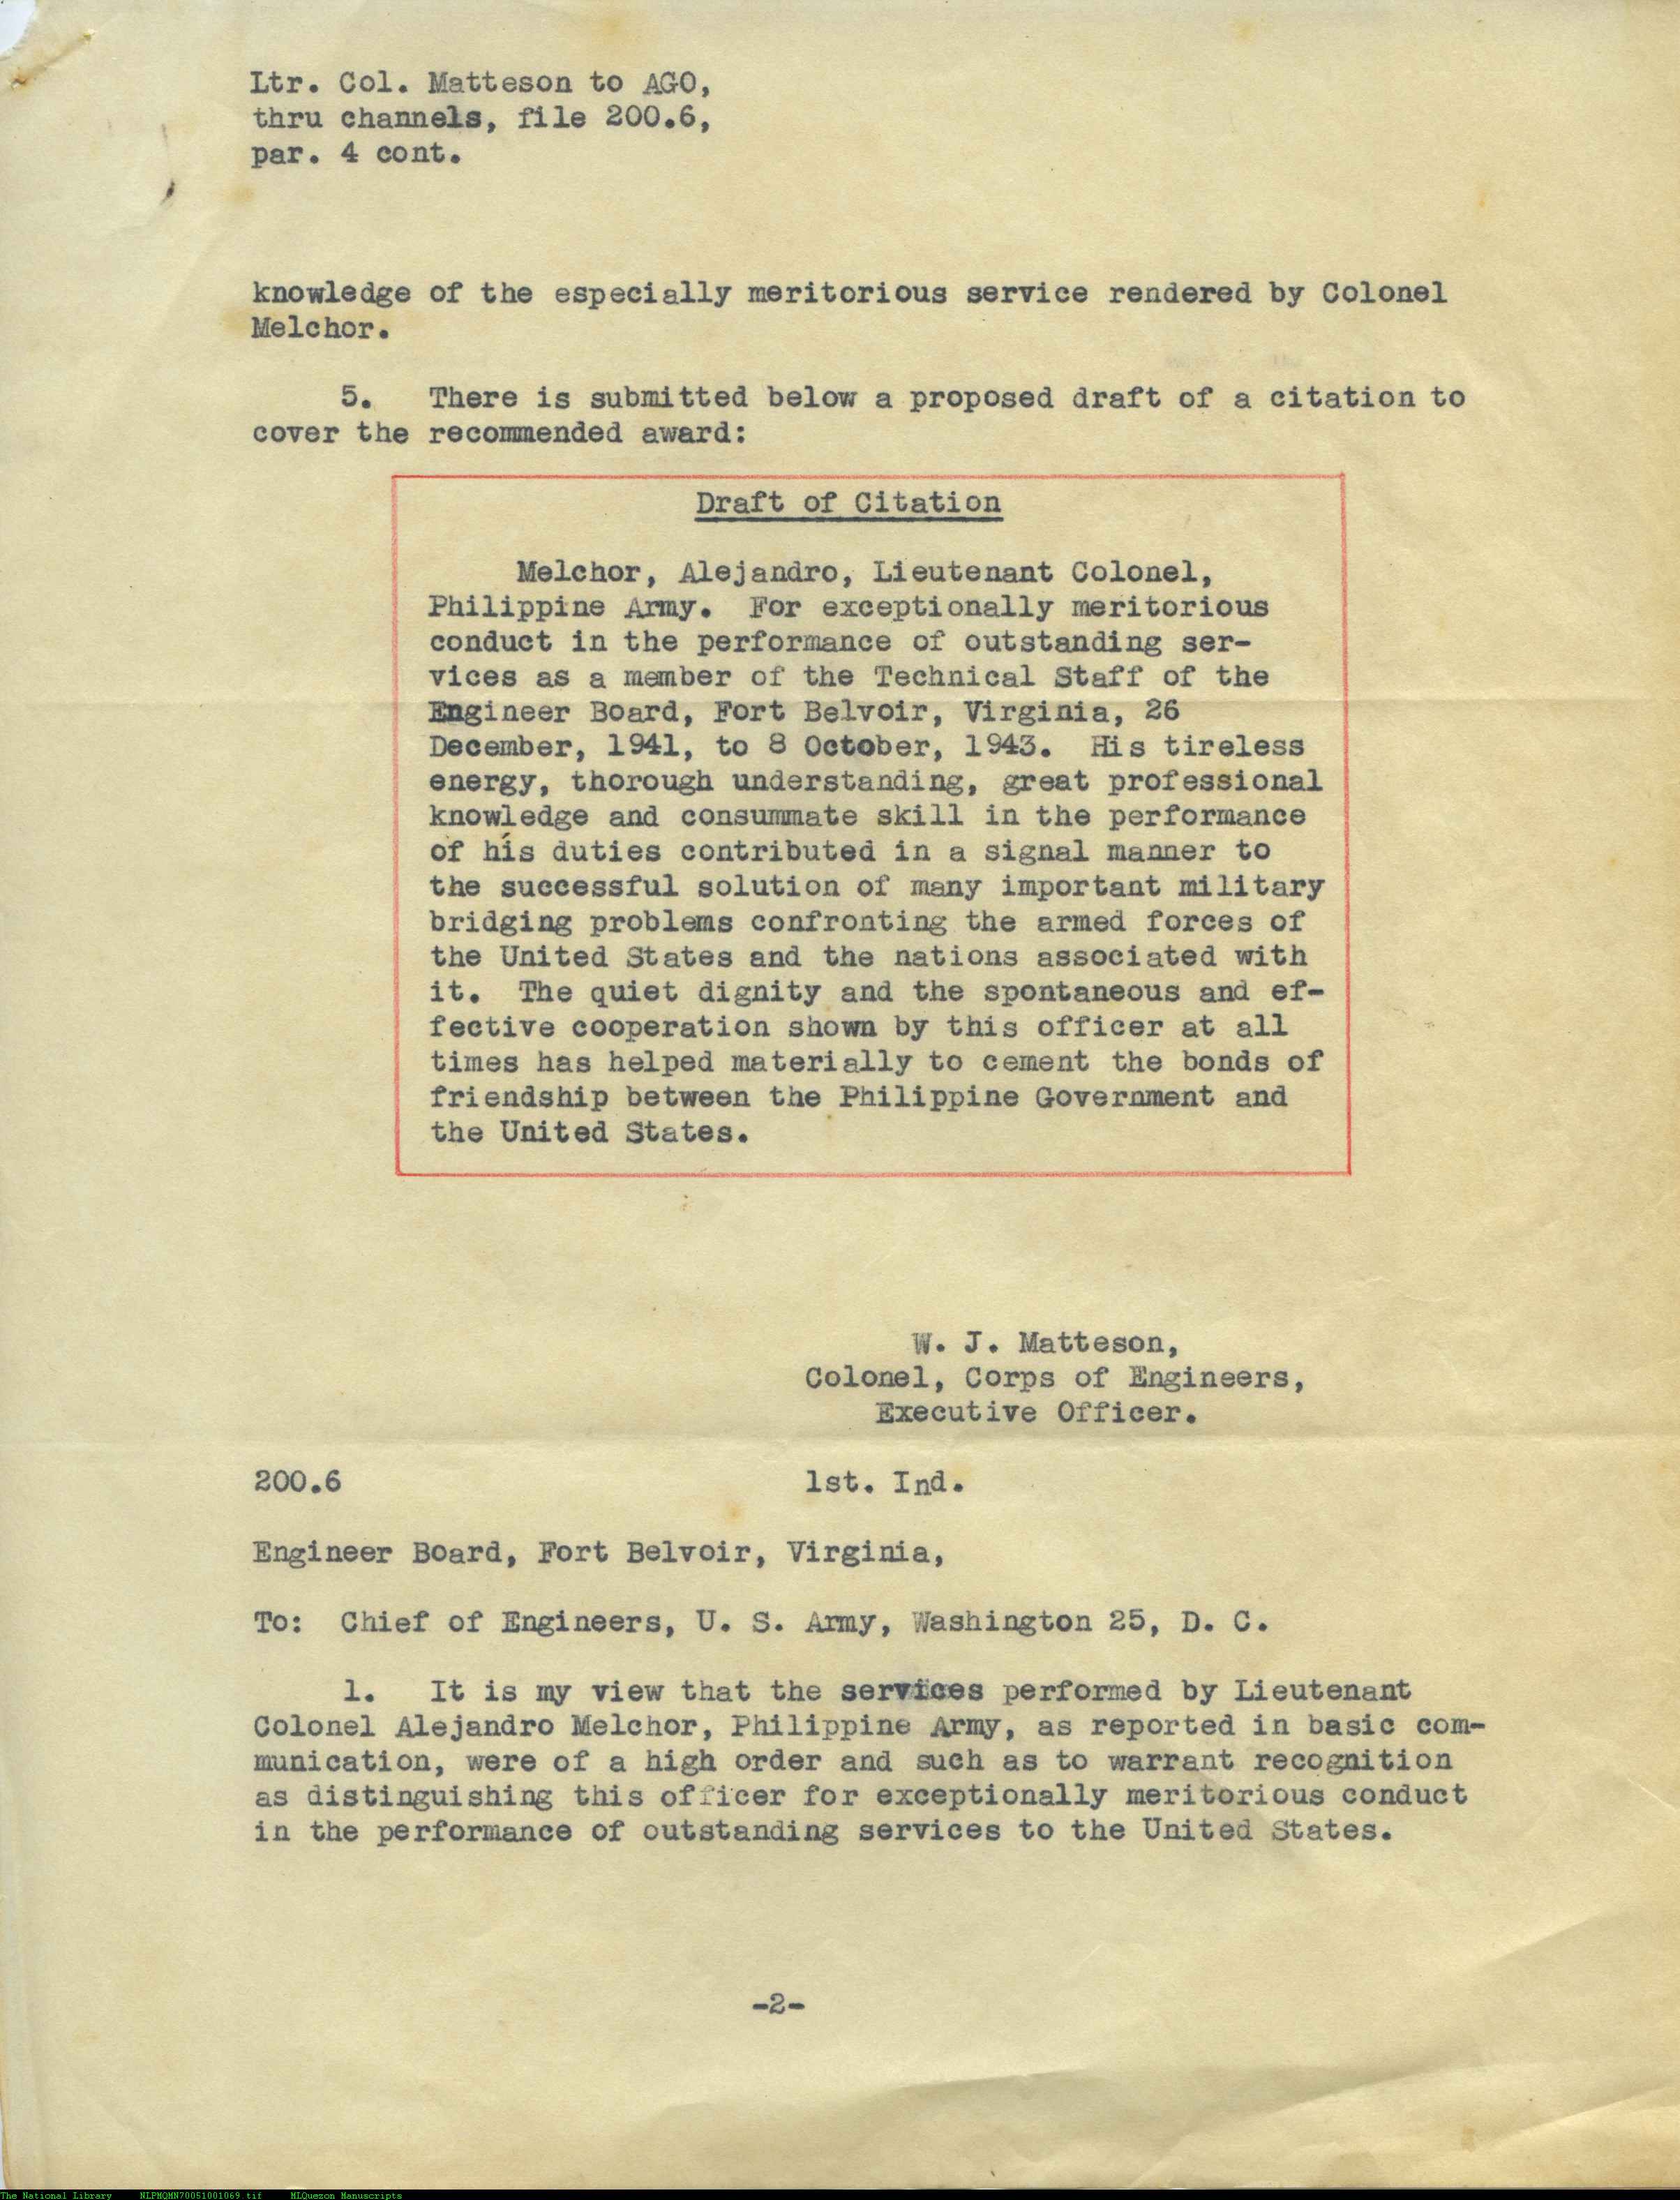 Ltr. Col. Matteson to AGO,
thru channels, file 200.6,
par. 4 cont.
knowledge of the especially meritorious service rendered by Colonel
Melchor.
5. There is submitted below a proposed draft of a citation to
cover the recommended award:
Draft of Citation
Melchor, Alejandro, Lieutenant Colonel,
Philippine Army. For exceptionally meritorious
conduct in the performance of outstanding ser-
vices as a member of the Technical Staff of the
Engineer Board, Fort Belvoir, Virginia, 26
December, 1941, to 8 October, 1943. His tireless
energy, thorough understanding, great professional
knowledge and consummate skill in the performance
of his duties contributed in a signal manner to
the successful solution of many important military
bridging problems confronting the armed forces of
the United States and the nations associated with
it. The quiet dignity and the spontaneous and ef-
fective cooperation shown by this officer at all
times has helped materially to cement the bonds of
friendship between the Philippine Government and
the United States.
W. J. Matteson,
Colonel, Corps of Engineers,
Executive Officer.
200.6 1st. Ind.
Engineer Board, Fort Belvoir, Virginia,
To: Chief of Engineers, U. S. Army, Washington 25, D. C.
1. It is my view that the services performed by Lieutenant
Colonel Alejandro Melchor, Philippine Army, as reported in basic com-
munication, were of a high order and such as to warrant recognition
as distinguishing this officer for exceptionally meritorious conduct
in the performance of outstanding services to the United States.
-2-
The National Library NLPMQMN70051001069.tif MLQuezon Manuscripts